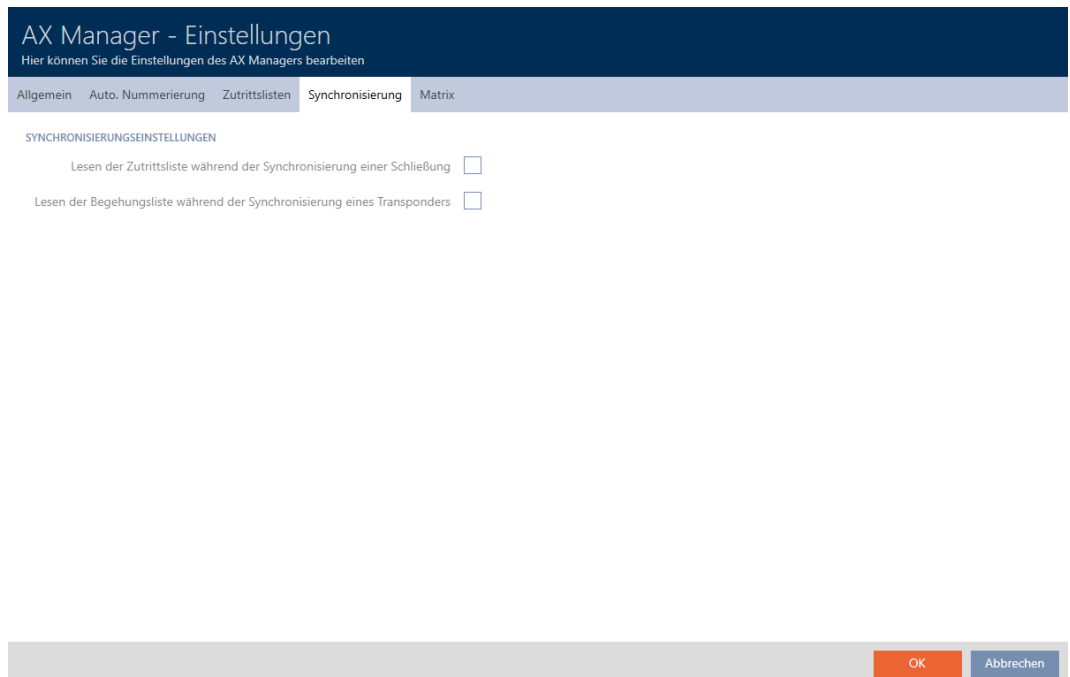 AX Manager - Einstellungen
Hier können Sie die Einstellungen des AX Managers bearbeiten
Allgemein Auto. Nummerierung Zutrittslisten Synchronisierung Matrix
SYNCHRONISIERUNGSEINSTELLUNGEN
Lesen der Zutrittsliste während der Synchronisierung einer Schließung
Lesen der Begehungsliste während der Synchronisierung eines Transponders
OK Abbrechen